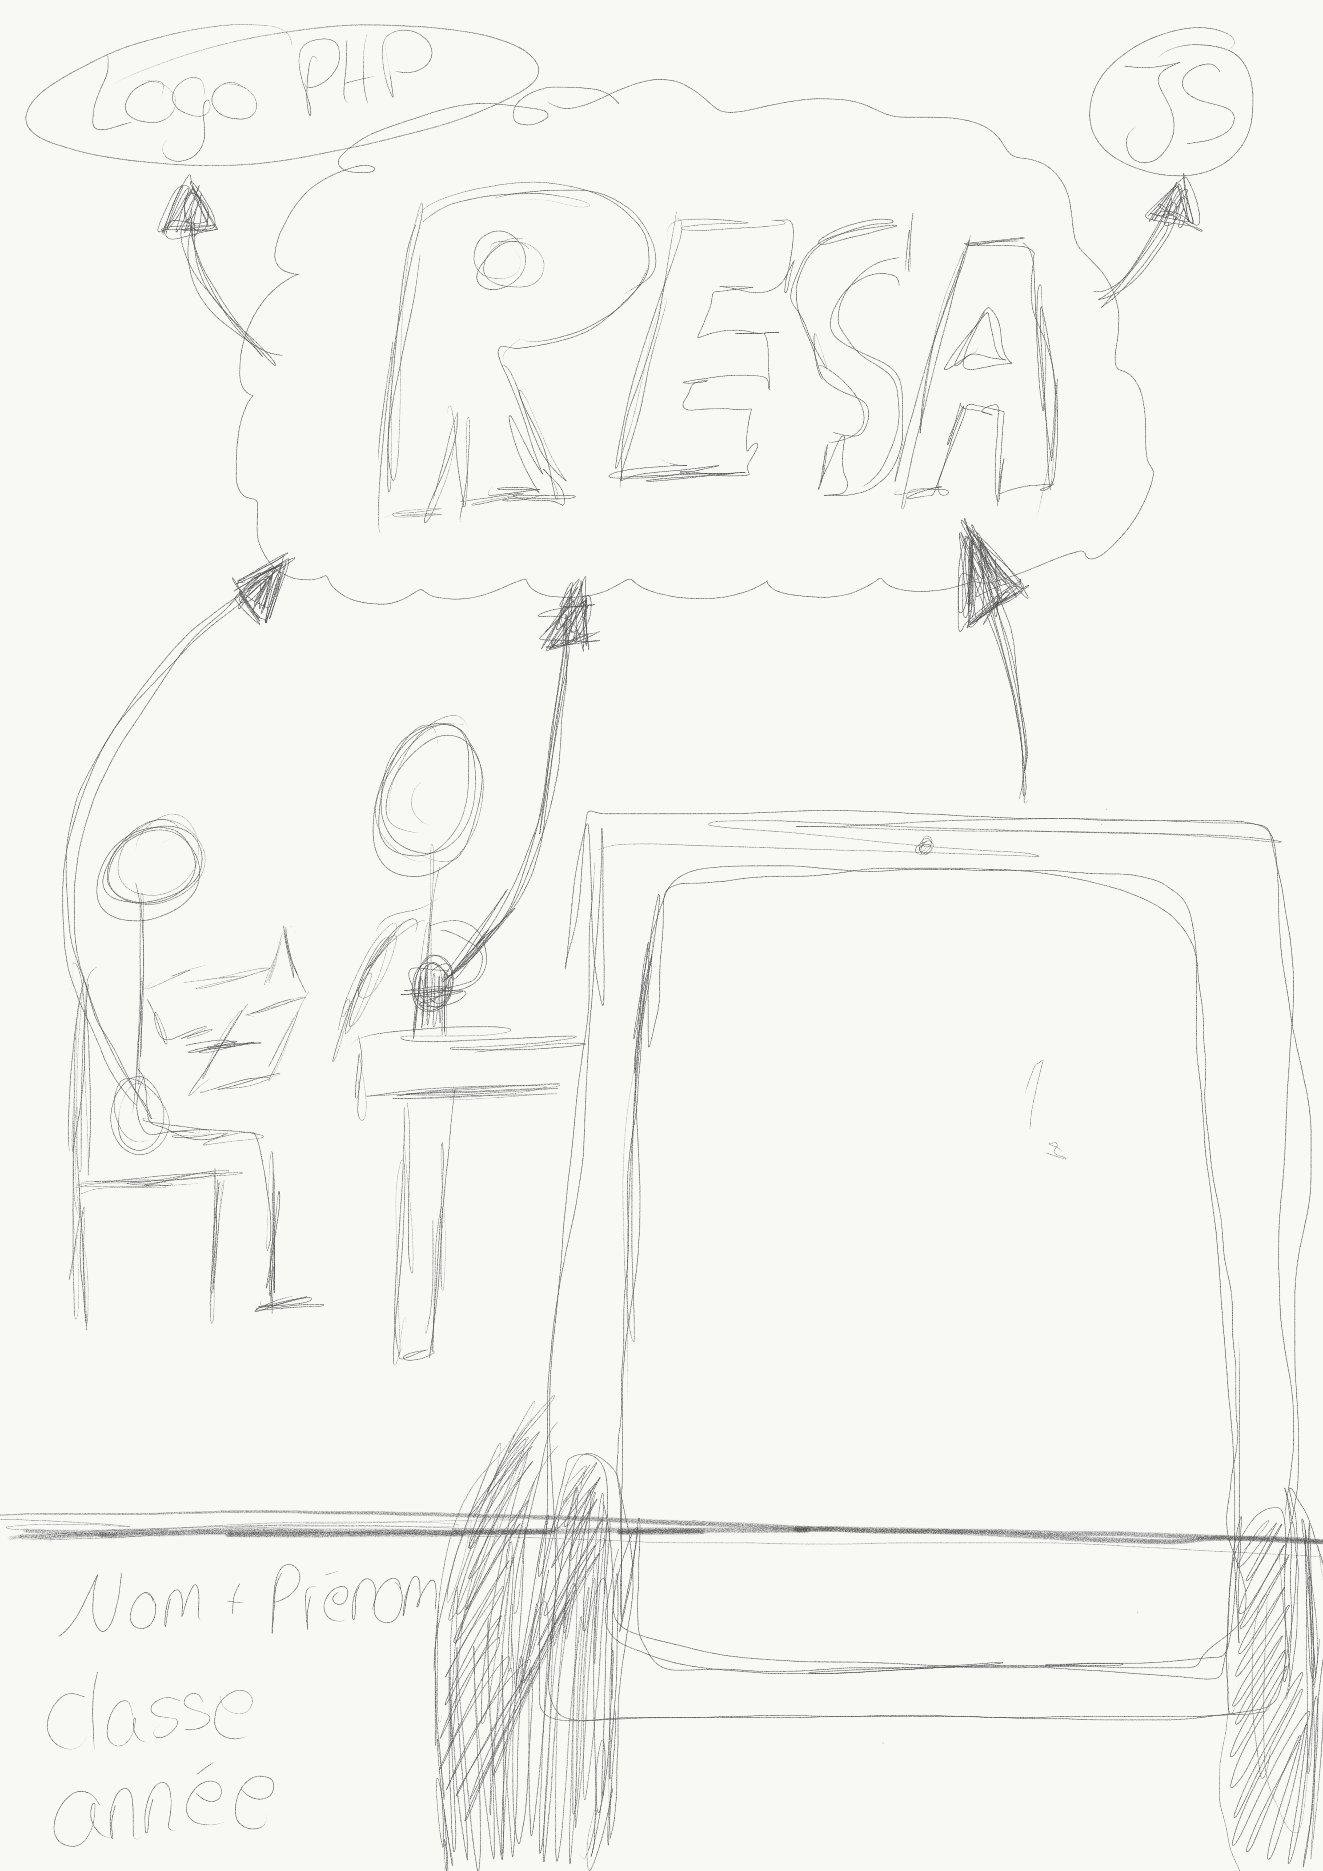 Logo PHP
JS
RESA
Nom + Prénom
classe
année